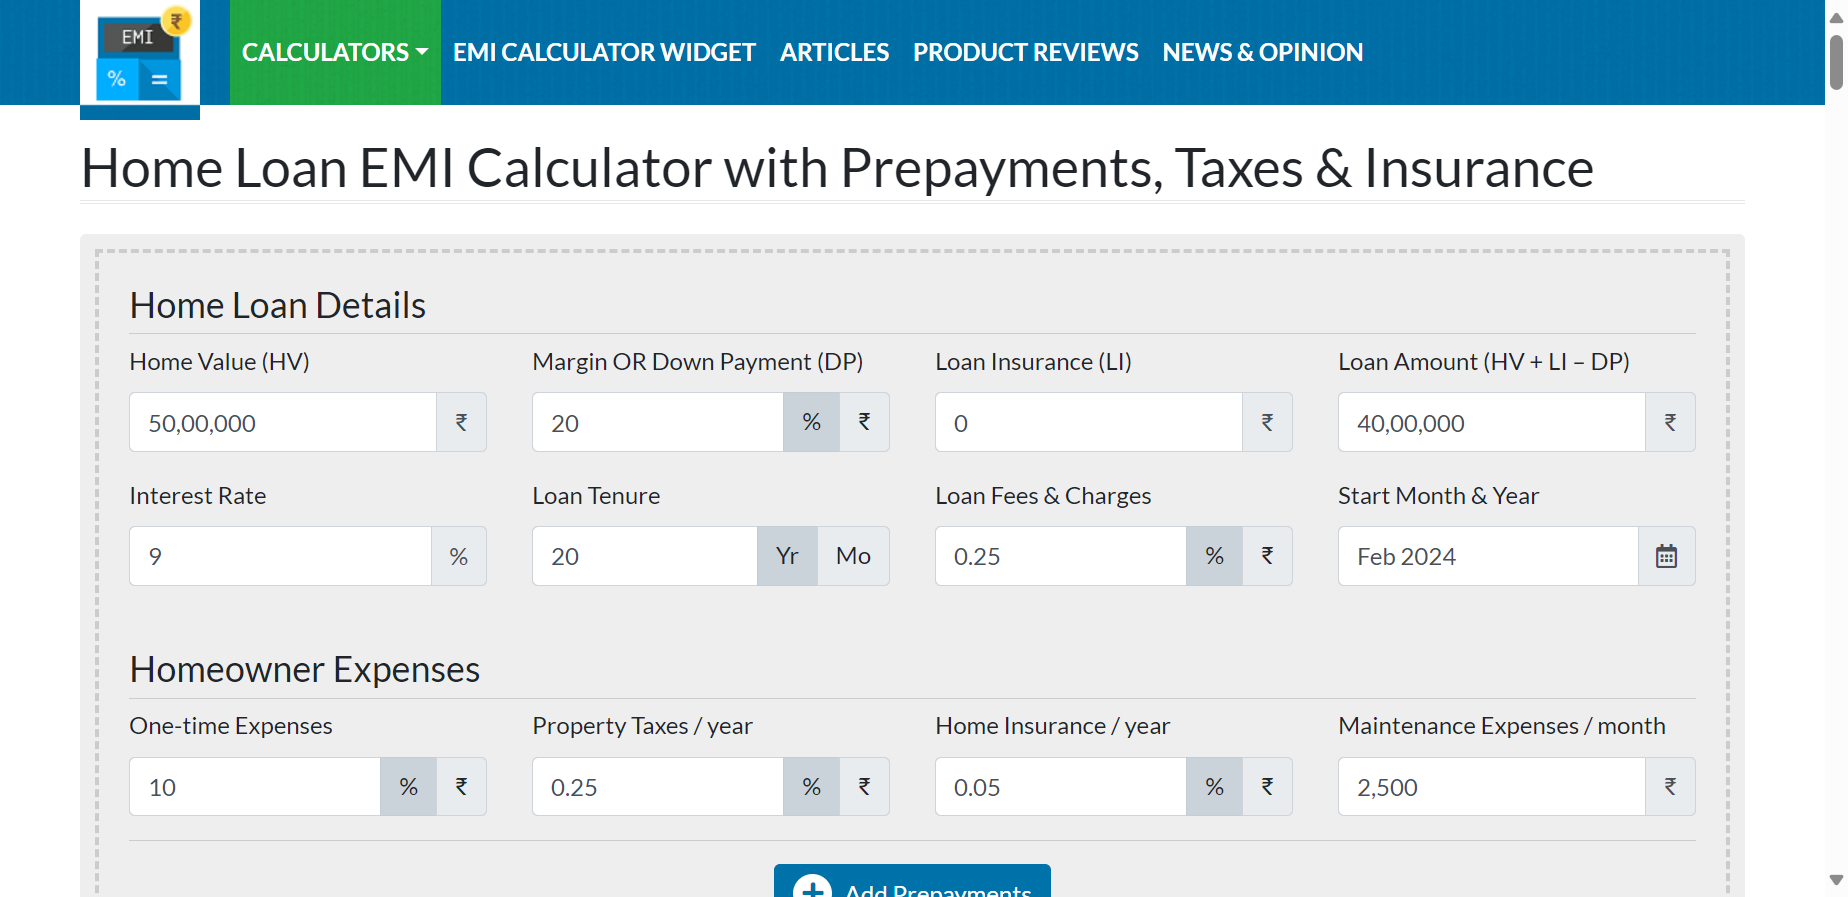 EMI
₹
%
=
CALCULATORS
EMI CALCULATOR WIDGET
ARTICLES
PRODUCT REVIEWS
NEWS & OPINION
Home Loan EMI Calculator with Prepayments, Taxes & Insurance
Home Loan Details
Home Value (HV)
Margin OR Down Payment (DP)
Loan Insurance (LI)
Loan Amount (HV + LI – DP)
50,00,000 ₹
20 % ₹
0 ₹
40,00,000 ₹
Interest Rate
Loan Tenure
Loan Fees & Charges
Start Month & Year
9 %
20 Yr Mo
0.25 % ₹
Feb 2024
Homeowner Expenses
One-time Expenses
Property Taxes / year
Home Insurance / year
Maintenance Expenses / month
10 % ₹
0.25 % ₹
0.05 % ₹
2,500 ₹
Add Prepayments